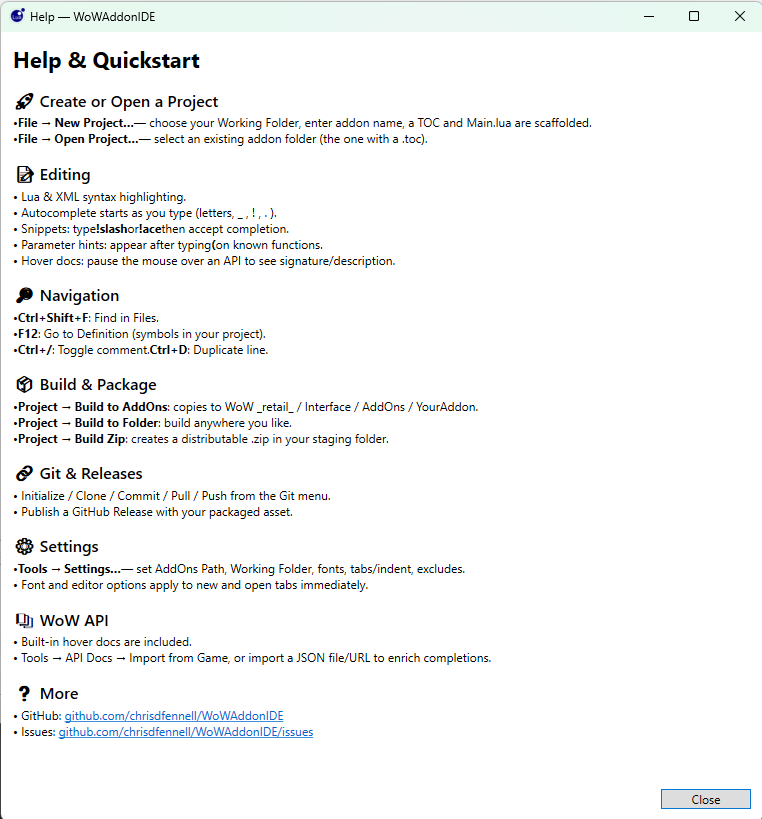 Help — WoWAddonIDE
Help & Quickstart
Create or Open a Project
•File → New Project...— choose your Working Folder, enter addon name, a TOC and Main.lua are scaffolded.
•File → Open Project...— select an existing addon folder (the one with a .toc).
Editing
• Lua & XML syntax highlighting.
• Autocomplete starts as you type (letters, _ , ! , . ).
• Snippets: type!slashor!acethen accept completion.
• Parameter hints: appear after typing(on known functions.
• Hover docs: pause the mouse over an API to see signature/description.
Navigation
•Ctrl+Shift+F: Find in Files.
•F12: Go to Definition (symbols in your project).
•Ctrl+/: Toggle comment.Ctrl+D: Duplicate line.
Build & Package
•Project → Build to AddOns: copies to WoW _retail_ / Interface / AddOns / YourAddon.
•Project → Build to Folder: build anywhere you like.
•Project → Build Zip: creates a distributable .zip in your staging folder.
Git & Releases
• Initialize / Clone / Commit / Pull / Push from the Git menu.
• Publish a GitHub Release with your packaged asset.
Settings
•Tools → Settings...— set AddOns Path, Working Folder, fonts, tabs/indent, excludes.
• Font and editor options apply to new and open tabs immediately.
WoW API
• Built-in hover docs are included.
• Tools → API Docs → Import from Game, or import a JSON file/URL to enrich completions.
? More
• GitHub: github.com/chrisdfennell/WoWAddonIDE
• Issues: github.com/chrisdfennell/WoWAddonIDE/issues
Close